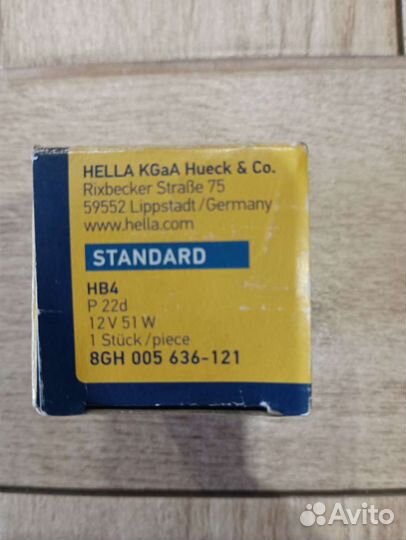 HELLA KGaA Hueck & Co.
Rixbecker Straße 75
59552 Lippstadt/Germany
www.hella.com
STANDARD
HB4
P 22d
12V 51W
1 Stück/piece
8GH 005 636-121
Avito